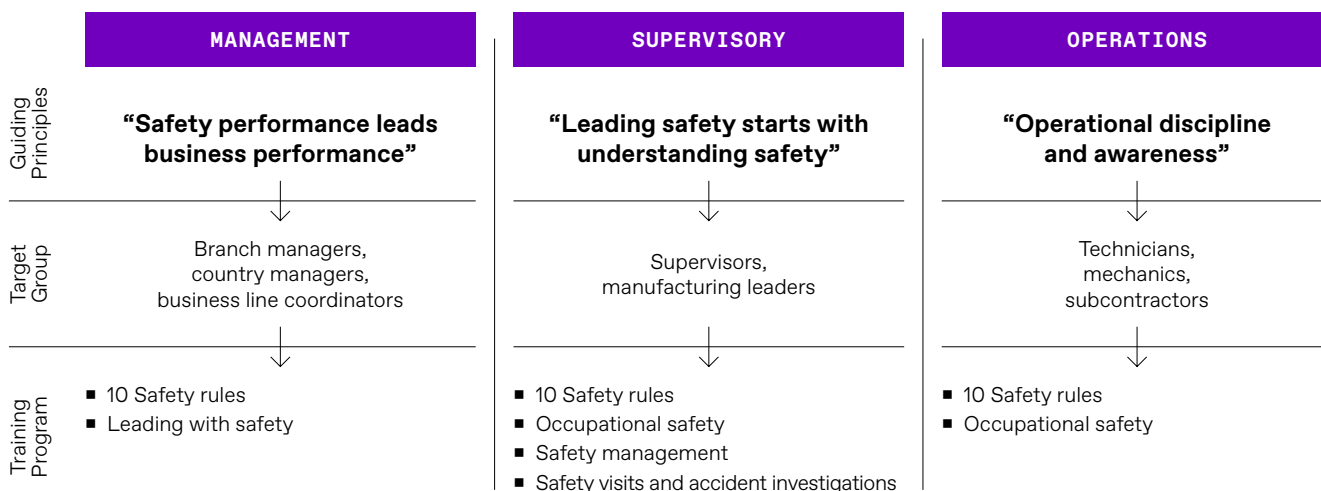 MANAGEMENT
SUPERVISORY
OPERATIONS
Guiding
Principles
“Safety performance leads
business performance”
“Leading safety starts with
understanding safety”
“Operational discipline
and awareness”
Target
Group
Branch managers,
country managers,
business line coordinators
Supervisors,
manufacturing leaders
Technicians,
mechanics,
subcontractors
Training
Program
■ 10 Safety rules
■ Leading with safety
■ 10 Safety rules
■ Occupational safety
■ Safety management
■ Safety visits and accident investigations
■ 10 Safety rules
■ Occupational safety